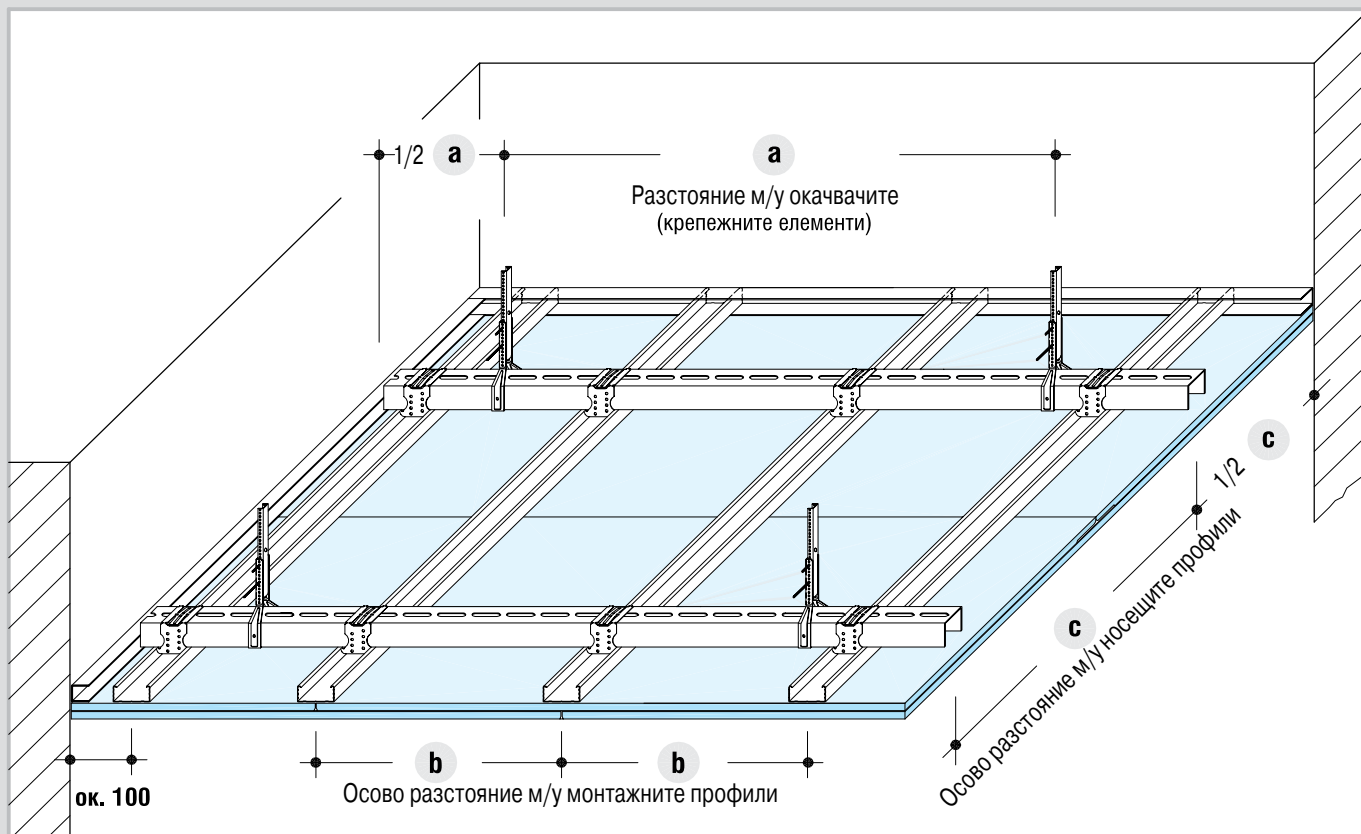 1/2 a
a
Разстояние м/у окачвачите
(крепежните елементи)
1/2 c
c
Осово разстояние м/у носещите профили
b
b
Осово разстояние м/у монтажните профили
ок. 100